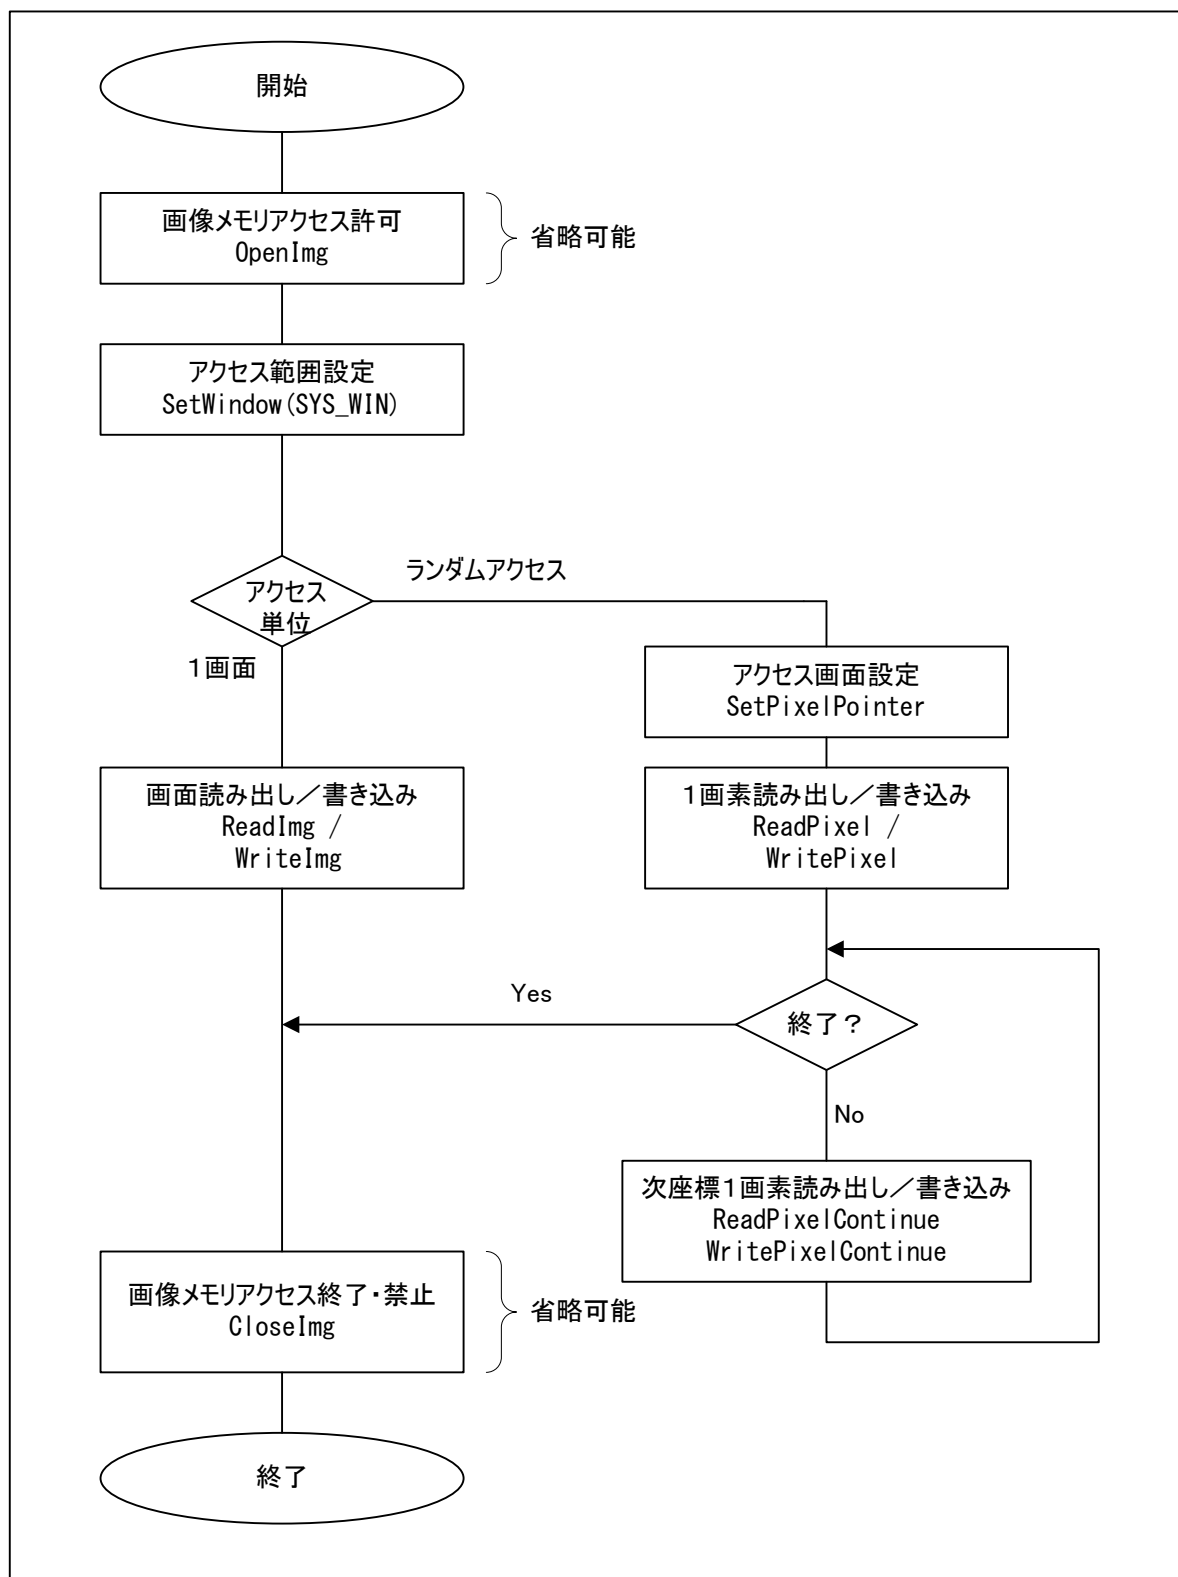 開始
画像メモリアクセス許可
OpenImg
省略可能
アクセス範囲設定
SetWindow(SYS_WIN)
アクセス
単位
ランダムアクセス
1画面
アクセス画面設定
SetPixelPointer
画面読み出し／書き込み
ReadImg /
WriteImg
1画素読み出し／書き込み
ReadPixel /
WritePixel
Yes
終了？
No
次座標1画素読み出し／書き込み
ReadPixelContinue
WritePixelContinue
画像メモリアクセス終了・禁止
CloseImg
省略可能
終了